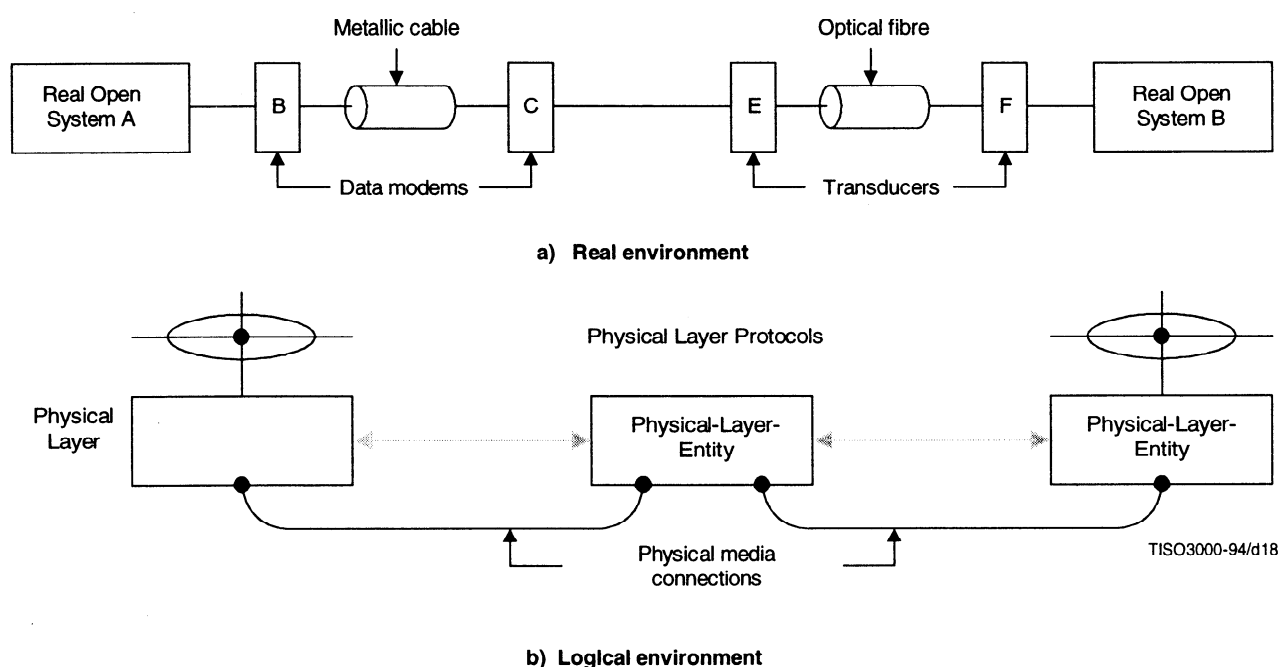 Metallic cable
Optical fibre
Real Open
System A
B
C
E
F
Real Open
System B
Data modems
Transducers
a) Real environment
Physical Layer Protocols
Physical
Layer
Physical-Layer-
Entity
Physical-Layer-
Entity
Physical media
connections
TISO3000-94/d18
b) Logical environment